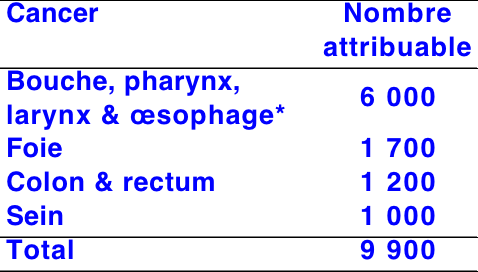 Cancer Nombre
attribuable
Bouche, pharynx,
larynx & œsophage* 6 000
Foie 1 700
Colon & rectum 1 200
Sein 1 000
Total 9 900